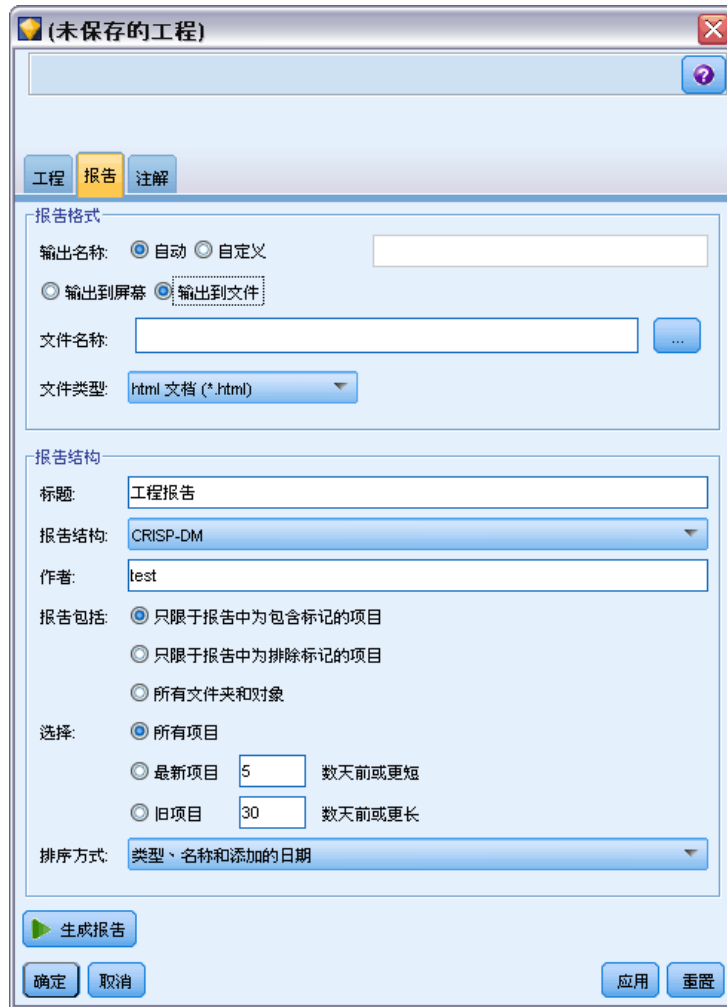 (未保存的工程)
工程 报告 注解
报告格式
输出名称: 自动 自定义
输出到屏幕 输出到文件
文件名称: ...
文件类型: html 文档 (*.html)
报告结构
标题: 工程报告
报告结构: CRISP-DM
作者: test
报告包括: 只限于报告中为包含标记的项目
只限于报告中为排除标记的项目
所有文件夹和对象
选择: 所有项目
最新项目 5 数天前或更短
旧项目 30 数天前或更长
排序方式: 类型、名称和添加的日期
生成报告
确定 取消 应用 重置